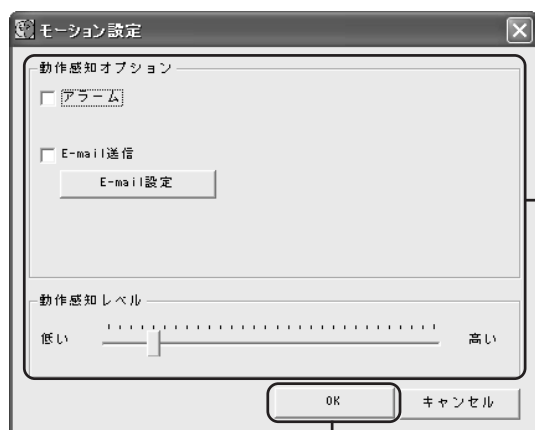 モーション設定
動作感知オプション
アラーム
E-mail送信
E-mail設定
動作感知レベル
低い 高い
OK キャンセル